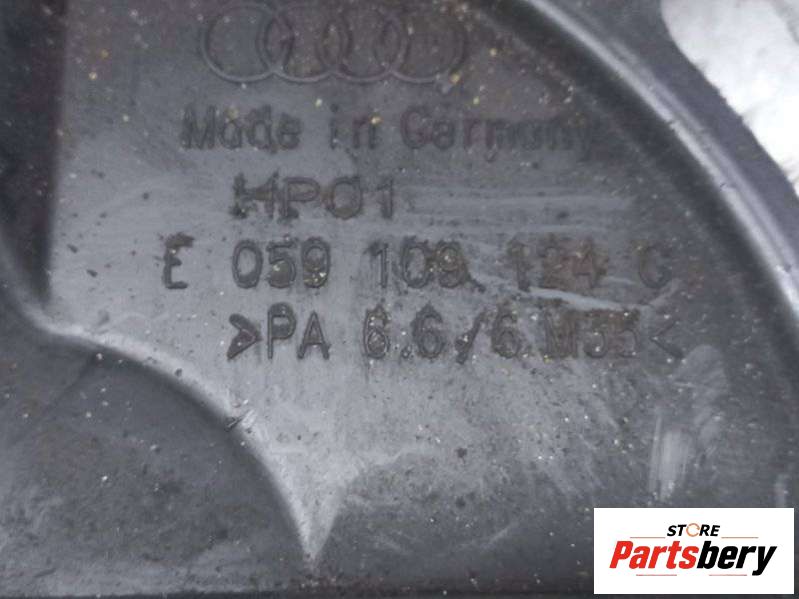 Made in Germany
HP01
E 059 109 124 C
>PA 6.6/6 M35<
STORE
Partsbery